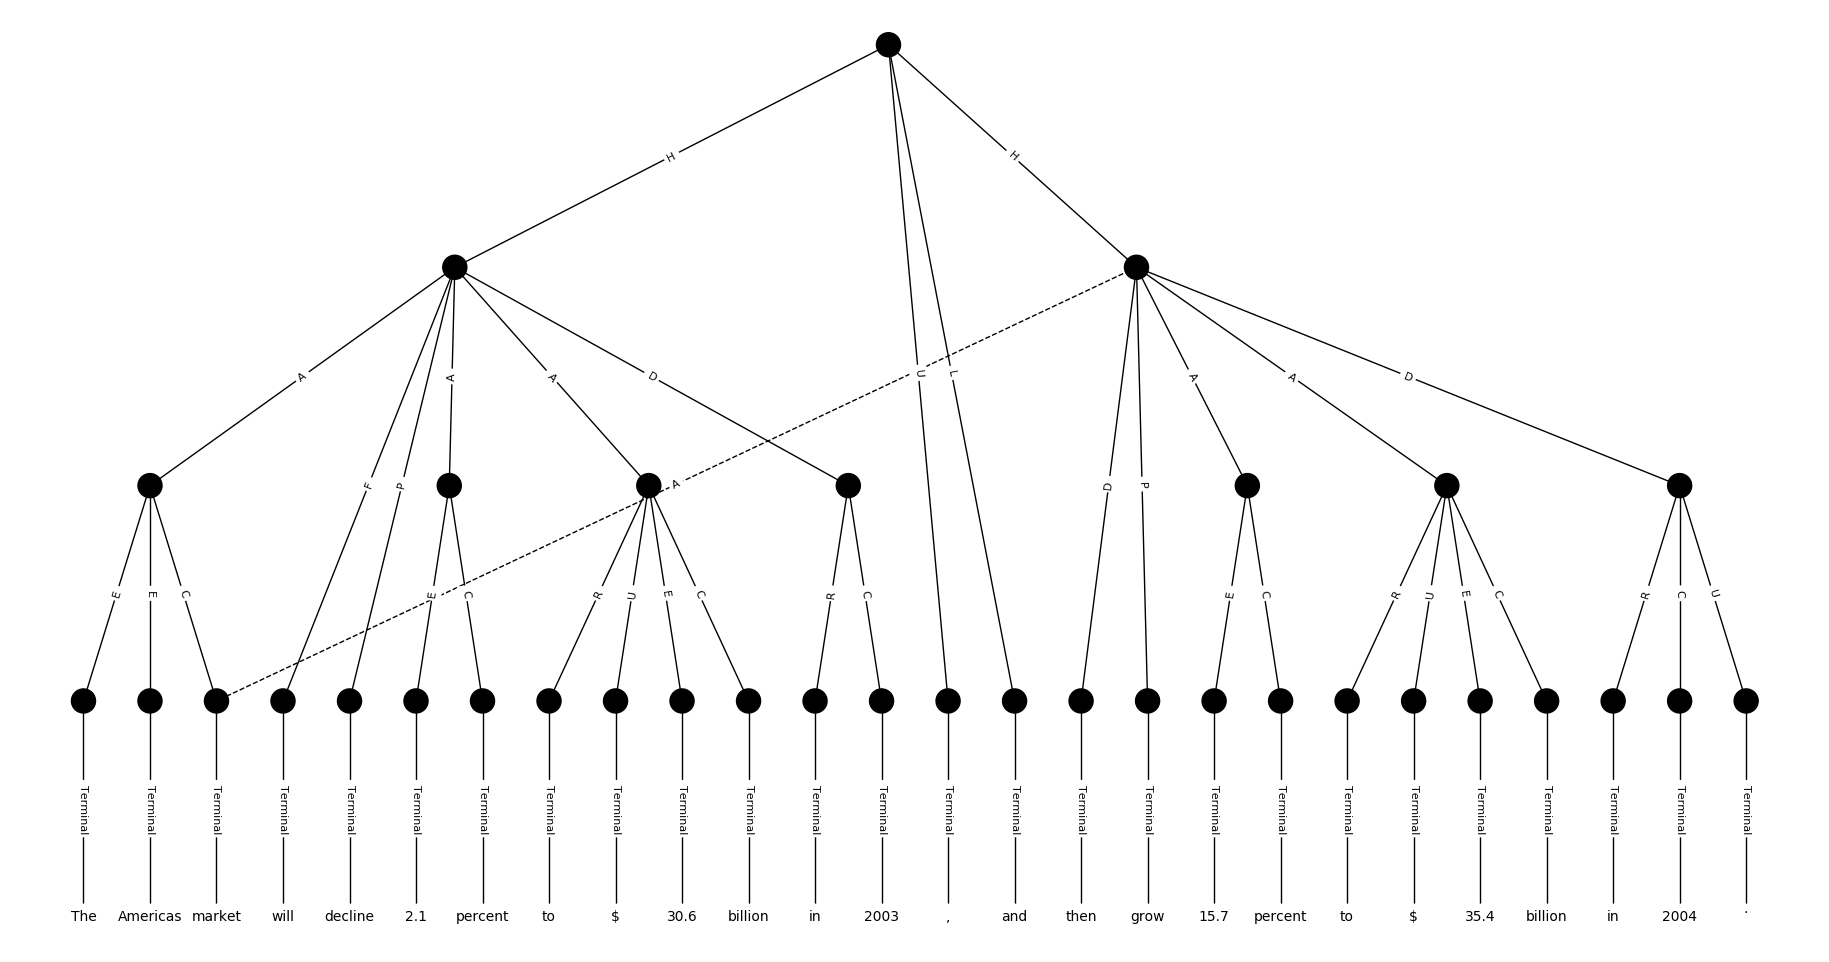 H H
A F P A A D U L D P A A A D
E E C E C R U E C R C E C R U E C R C U
Terminal Terminal Terminal Terminal Terminal Terminal Terminal Terminal Terminal Terminal Terminal Terminal Terminal Terminal Terminal Terminal Terminal Terminal Terminal Terminal Terminal Terminal Terminal Terminal Terminal Terminal
The Americas market will decline 2.1 percent to $ 30.6 billion in 2003 , and then grow 15.7 percent to $ 35.4 billion in 2004 .